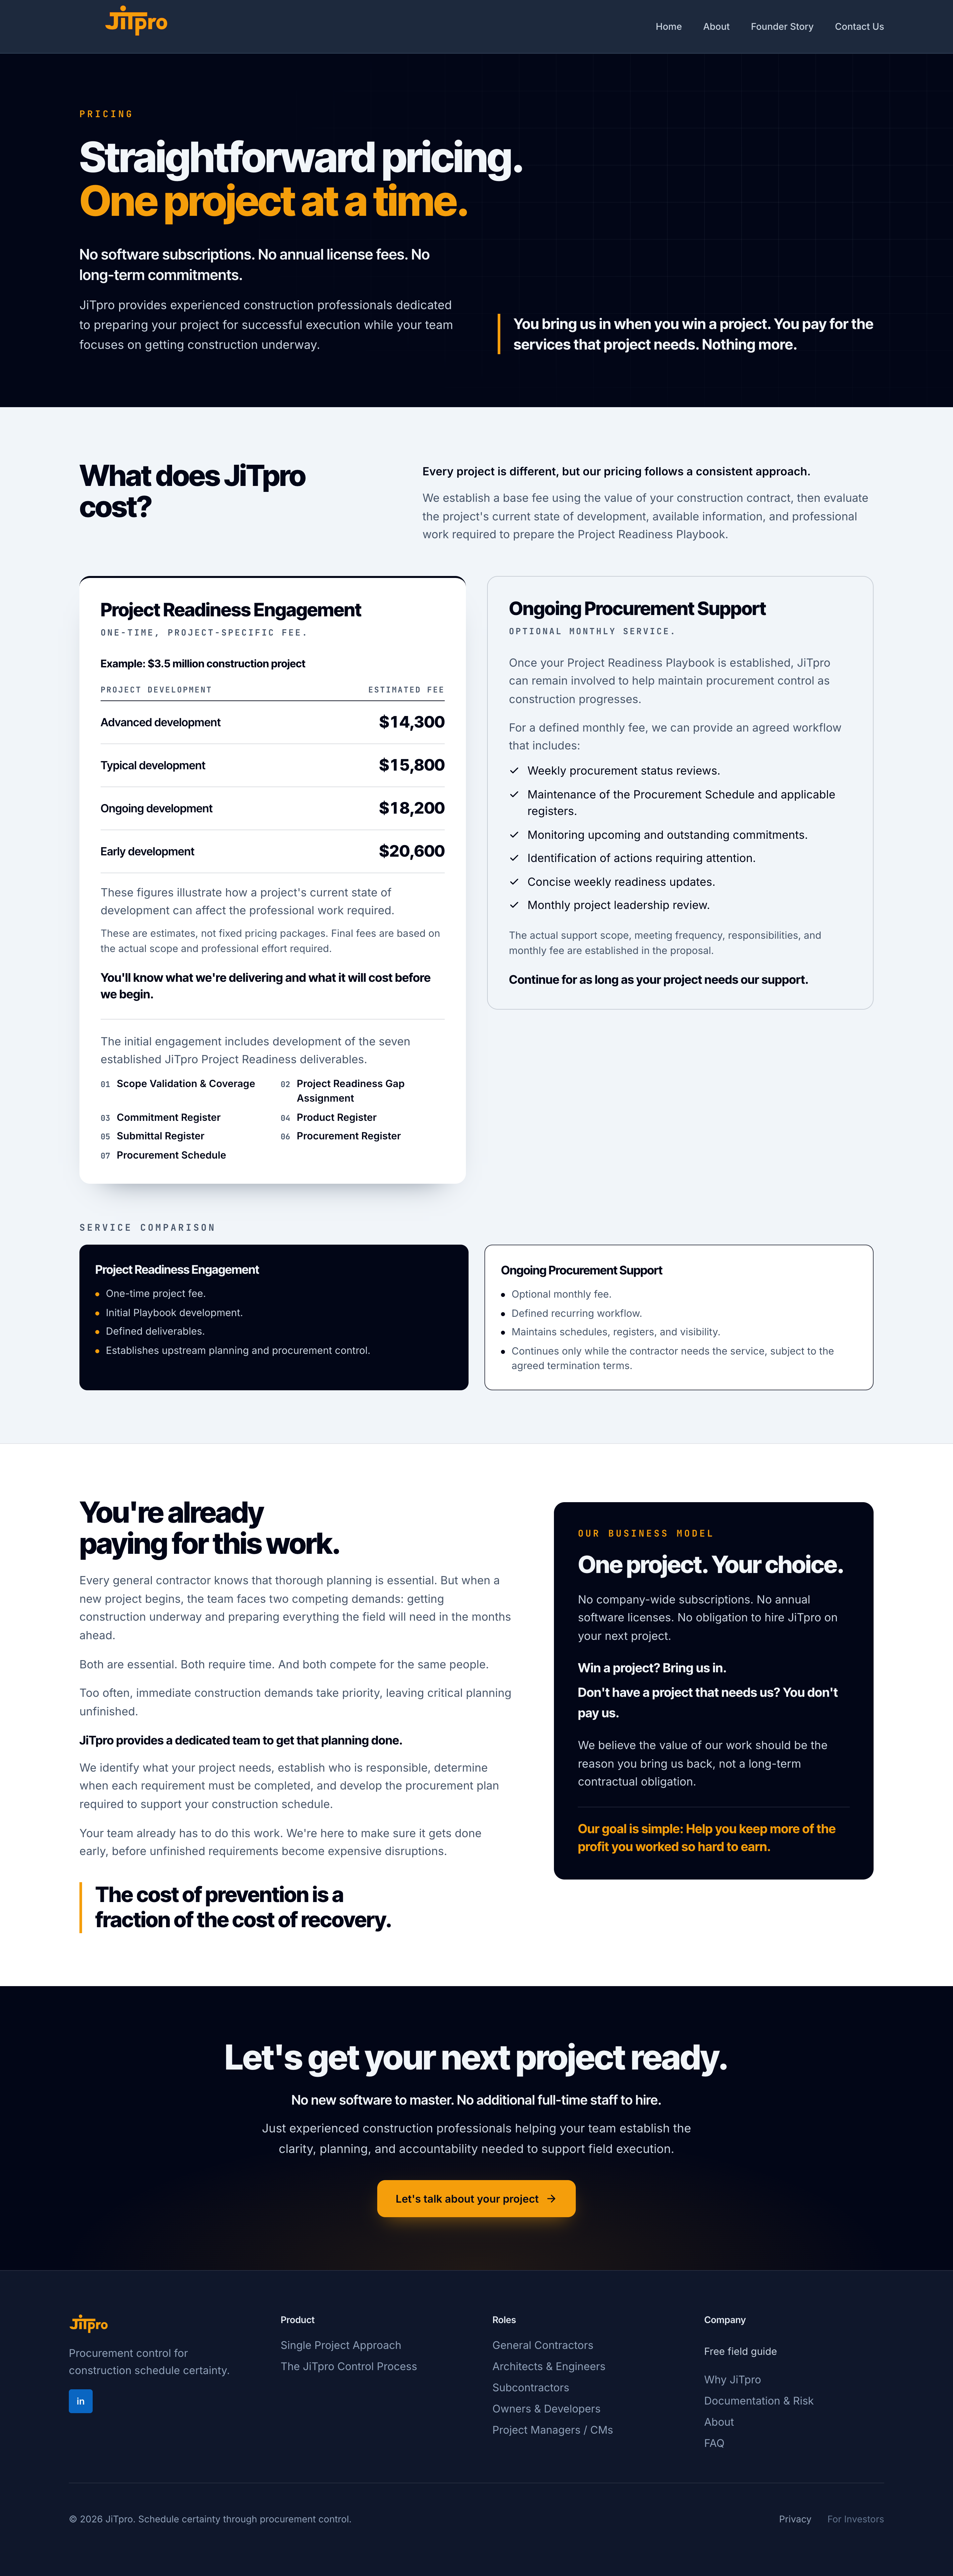 JiTpro
Home
About
Founder Story
Contact Us
PRICING
Straightforward pricing.
One project at a time.
No software subscriptions. No annual license fees. No
long-term commitments.
JiTpro provides experienced construction professionals dedicated
to preparing your project for successful execution while your team
focuses on getting construction underway.
You bring us in when you win a project. You pay for the
services that project needs. Nothing more.
What does JiTpro
cost?
Every project is different, but our pricing follows a consistent approach.
We establish a base fee using the value of your construction contract, then evaluate
the project's current state of development, available information, and professional
work required to prepare the Project Readiness Playbook.
Project Readiness Engagement
ONE-TIME, PROJECT-SPECIFIC FEE.
Example: $3.5 million construction project
PROJECT DEVELOPMENT
ESTIMATED FEE
Advanced development
$14,300
Typical development
$15,800
Ongoing development
$18,200
Early development
$20,600
These figures illustrate how a project's current state of
development can affect the professional work required.
These are estimates, not fixed pricing packages. Final fees are based on
the actual scope and professional effort required.
You'll know what we're delivering and what it will cost before
we begin.
The initial engagement includes development of the seven
established JiTpro Project Readiness deliverables.
01 Scope Validation & Coverage
02 Project Readiness Gap
Assignment
03 Commitment Register
04 Product Register
05 Submittal Register
06 Procurement Register
07 Procurement Schedule
Ongoing Procurement Support
OPTIONAL MONTHLY SERVICE.
Once your Project Readiness Playbook is established, JiTpro
can remain involved to help maintain procurement control as
construction progresses.
For a defined monthly fee, we can provide an agreed workflow
that includes:
Weekly procurement status reviews.
Maintenance of the Procurement Schedule and applicable
registers.
Monitoring upcoming and outstanding commitments.
Identification of actions requiring attention.
Concise weekly readiness updates.
Monthly project leadership review.
The actual support scope, meeting frequency, responsibilities, and
monthly fee are established in the proposal.
Continue for as long as your project needs our support.
SERVICE COMPARISON
Project Readiness Engagement
One-time project fee.
Initial Playbook development.
Defined deliverables.
Establishes upstream planning and procurement control.
Ongoing Procurement Support
Optional monthly fee.
Defined recurring workflow.
Maintains schedules, registers, and visibility.
Continues only while the contractor needs the service, subject to the
agreed termination terms.
You're already
paying for this work.
Every general contractor knows that thorough planning is essential. But when a
new project begins, the team faces two competing demands: getting
construction underway and preparing everything the field will need in the months
ahead.
Both are essential. Both require time. And both compete for the same people.
Too often, immediate construction demands take priority, leaving critical planning
unfinished.
JiTpro provides a dedicated team to get that planning done.
We identify what your project needs, establish who is responsible, determine
when each requirement must be completed, and develop the procurement plan
required to support your construction schedule.
Your team already has to do this work. We're here to make sure it gets done
early, before unfinished requirements become expensive disruptions.
The cost of prevention is a
fraction of the cost of recovery.
OUR BUSINESS MODEL
One project. Your choice.
No company-wide subscriptions. No annual
software licenses. No obligation to hire JiTpro on
your next project.
Win a project? Bring us in.
Don't have a project that needs us? You don't
pay us.
We believe the value of our work should be the
reason you bring us back, not a long-term
contractual obligation.
Our goal is simple: Help you keep more of the
profit you worked so hard to earn.
Let's get your next project ready.
No new software to master. No additional full-time staff to hire.
Just experienced construction professionals helping your team establish the
clarity, planning, and accountability needed to support field execution.
Let's talk about your project
JiTpro
Procurement control for
construction schedule certainty.
in
Product
Single Project Approach
The JiTpro Control Process
Roles
General Contractors
Architects & Engineers
Subcontractors
Owners & Developers
Project Managers / CMs
Company
Free field guide
Why JiTpro
Documentation & Risk
About
FAQ
© 2026 JiTpro. Schedule certainty through procurement control.
Privacy
For Investors